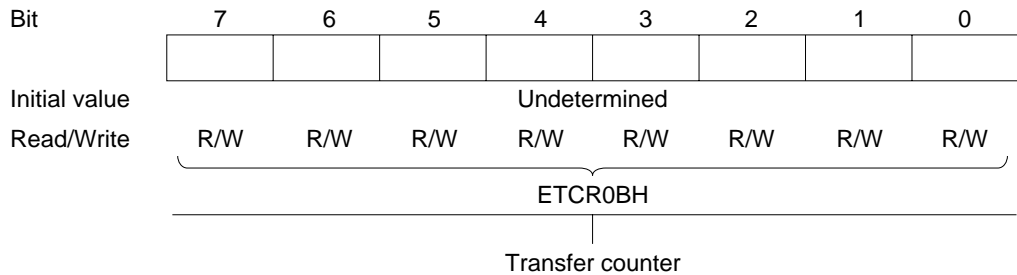 Bit 7 6 5 4 3 2 1 0
Initial value Undetermined
Read/Write R/W R/W R/W R/W R/W R/W R/W R/W
ETCR0BH
Transfer counter